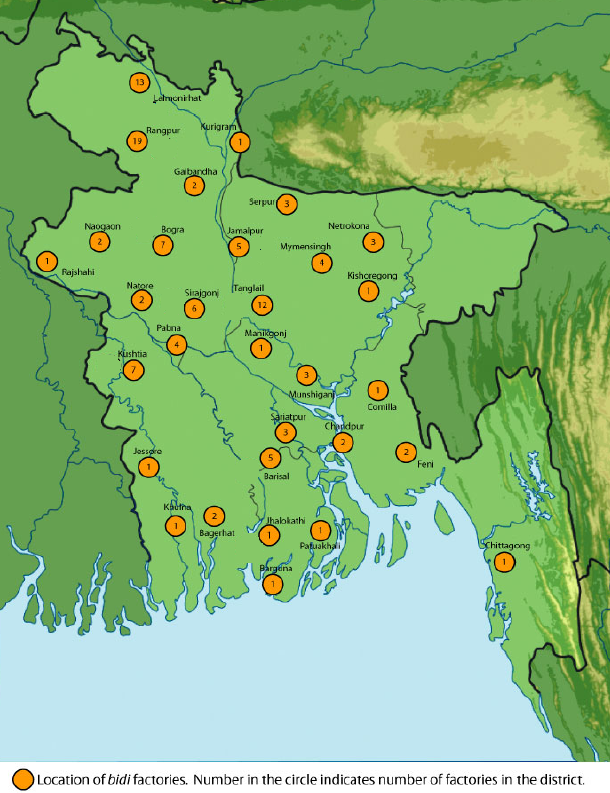 13
Lalmonirhat
19
Rangpur
Kurigram
1
Gaibandha
2
Serpur
3
Naogaon
2
Bogra
7
Jamalpur
5
Netrokona
3
Mymensingh
4
1
Rajshahi
Kishoregonj
1
Natore
2
Sirajgonj
6
Tanglail
12
Pabna
4
Manikgonj
1
Kushtia
7
3
Munshiganj
1
Comilla
Sariatpur
3
Chandpur
2
Jessore
1
5
Barisal
2
Feni
Khulna
1
2
Bagerhat
Jhalokathi
1
1
Patuakhali
Barguna
1
Chittagong
1
Location of bidi factories. Number in the circle indicates number of factories in the district.